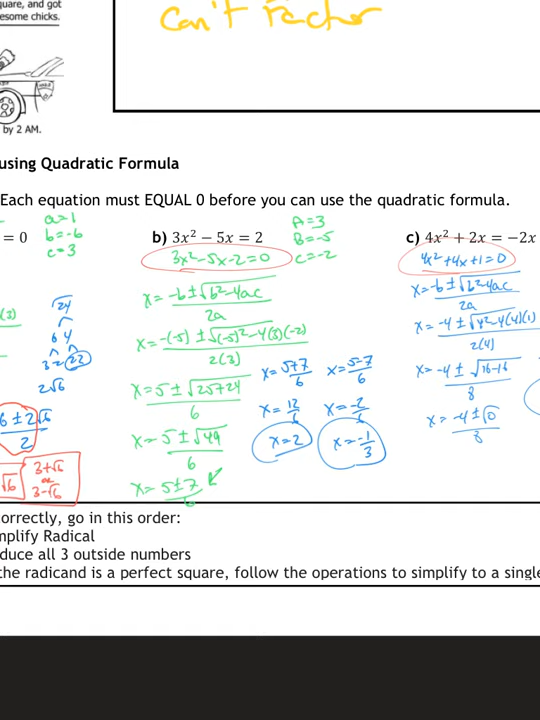 quare, and got
esome chicks.
Can't Factor
by 2 AM.
using Quadratic Formula
Each equation must EQUAL 0 before you can use the quadratic formula.
= 0
a=1
b=-6
c=3
(3)
√24
6 4
3 2 22
2√6
6 ± 2√6
2
√6
3+√6
or
3-√6
b) 3x² − 5x = 2
A=3
B=-5
C=-2
3x²-5x-2=0
x= -b±√b²-4ac
2a
x= -(-5) ±√(-5)²-4(3)(-2)
2(3)
x= 5 ± √25+24
6
x= 5 ± √49
6
x= 5±7
6
x= 5+7
6
x= 12
6
x=2
x= 5-7
6
x= -2
6
x= -1
3
c) 4x² + 2x = −2x
4x²+4x+1=0
x= -b±√b²-4ac
2a
x= -4 ± √4²-4(4)(1)
2(4)
x= -4 ± √16-16
8
x= -4 ± √0
8
orrectly, go in this order:
mplify Radical
duce all 3 outside numbers
the radicand is a perfect square, follow the operations to simplify to a single